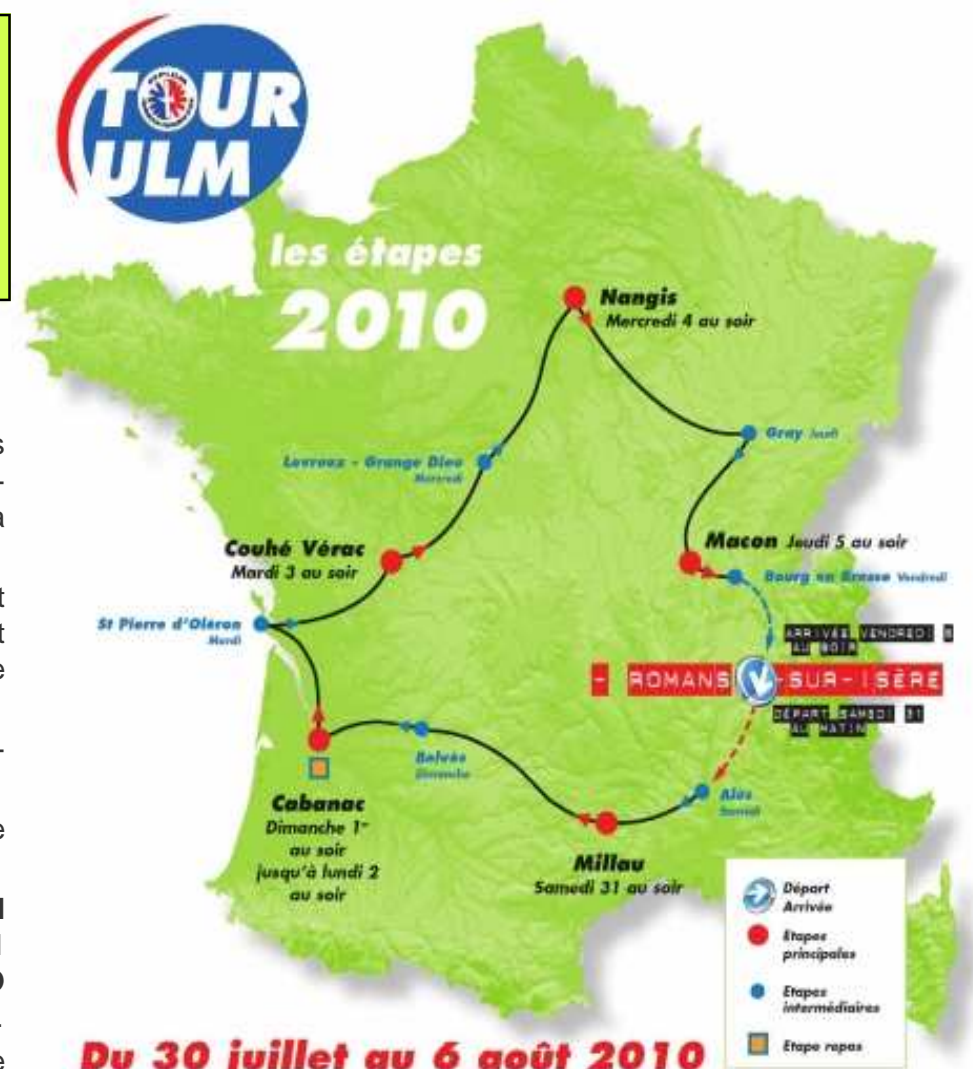 TOUR
ULM
les étapes
2010
Nangis
Mercredi 4 au soir
Gray Jeudi
Levroux - Grange Dieu
Mercredi
Couhé Vérac
Mardi 3 au soir
Macon Jeudi 5 au soir
Bourg en Bresse Vendredi
St Pierre d'Oléron
Mardi
ARRIVÉE VENDREDI 6
AU SOIR
- ROMANS-SUR-ISÈRE
DÉPART SAMEDI 31
AU MATIN
Belvès
Dimanche
Alès
Samedi
Cabanac
Dimanche 1er
au soir
jusqu'à lundi 2
au soir
Millau
Samedi 31 au soir
Départ
Arrivée
Etapes
principales
Etapes
intermédiaires
Etape repas
Du 30 juillet au 6 août 2010